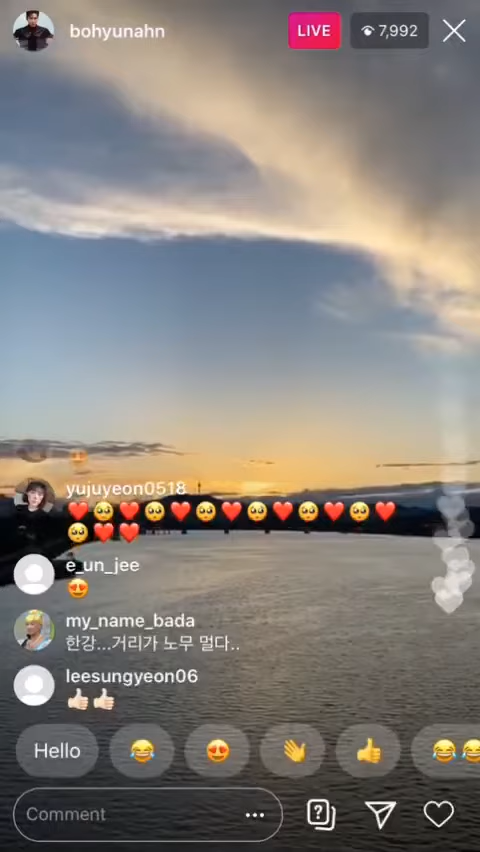 bohyunahn
LIVE
7,992
yujuyeon0518
❤️🥺❤️🥺❤️🥺❤️🥺❤️🥺❤️🥺❤️
🥺❤️❤️
e_un_jee
😍
my_name_bada
한강...거리가 노무 멀다..
leesungyeon06
👍🏻👍🏻
Hello
Comment